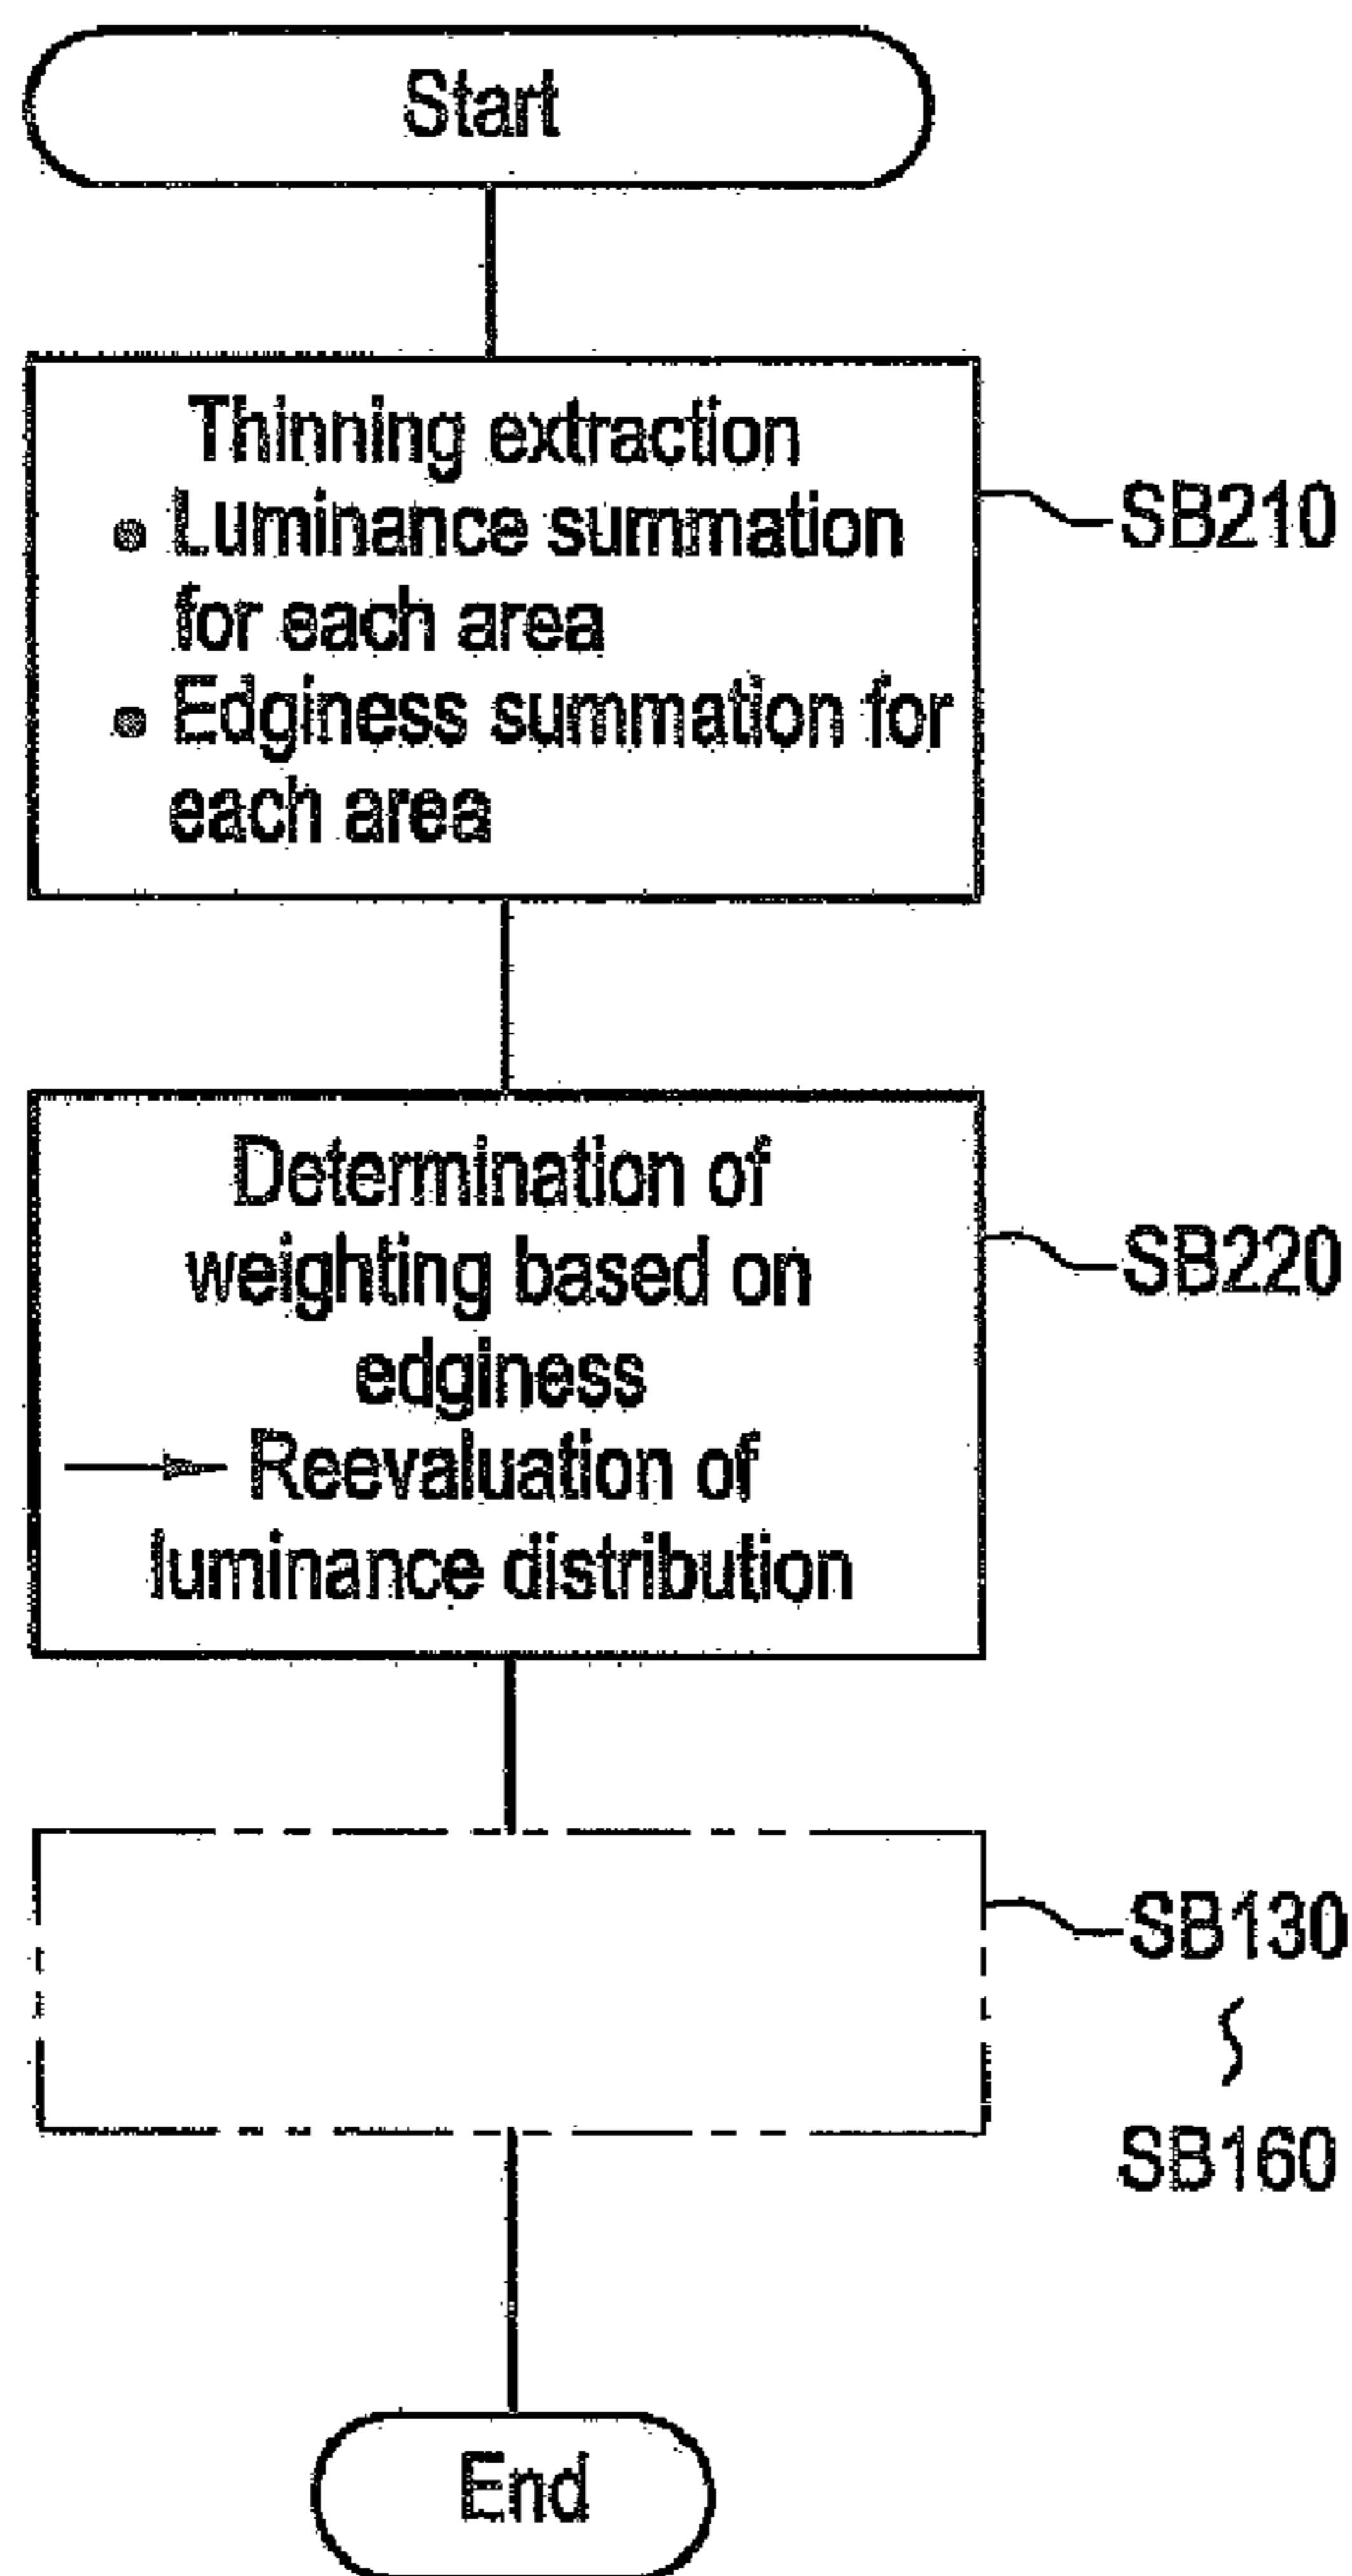 Start
Thinning extraction
• Luminance summation
for each area
• Edginess summation for
each area
SB210
Determination of
weighting based on
edginess
→ Reevaluation of
luminance distribution
SB220
SB130
SB160
End